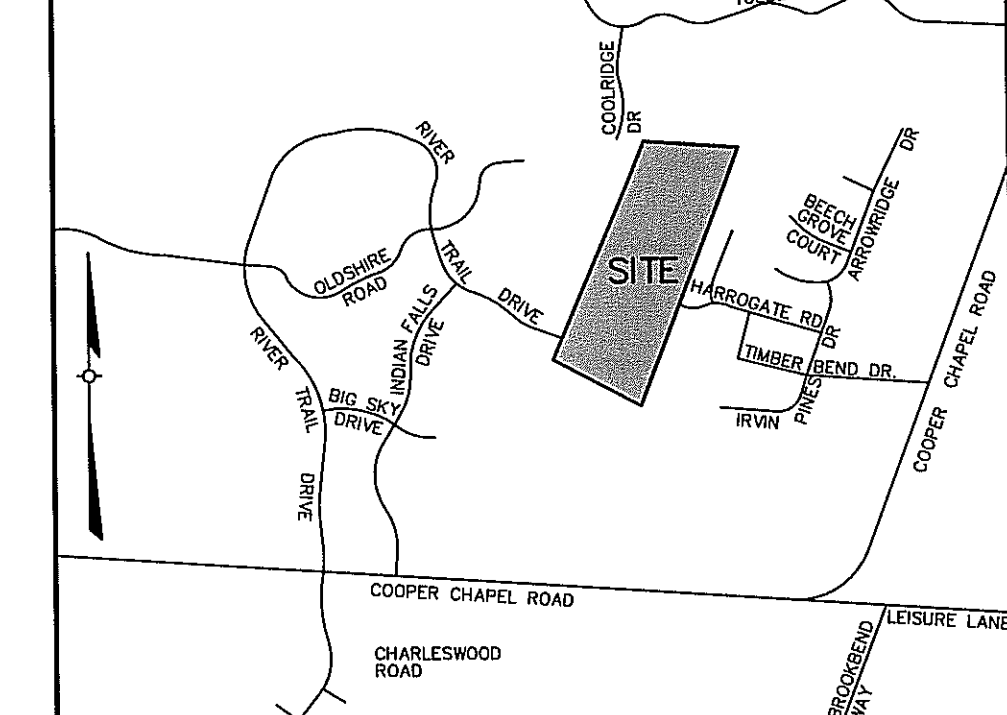 COOLRIDGE
DR
RIVER
TRAIL
DRIVE
OLDSHIRE
ROAD
INDIAN FALLS
DRIVE
RIVER
TRAIL
DRIVE
BIG SKY
DRIVE
SITE
BEECH
GROVE
COURT
ARROWRIDGE
DR
HARROGATE RD
TIMBER BEND DR.
IRVIN
PINES
DR
COOPER CHAPEL ROAD
COOPER CHAPEL ROAD
LEISURE LANE
BROOKBEND
WAY
CHARLESWOOD
ROAD